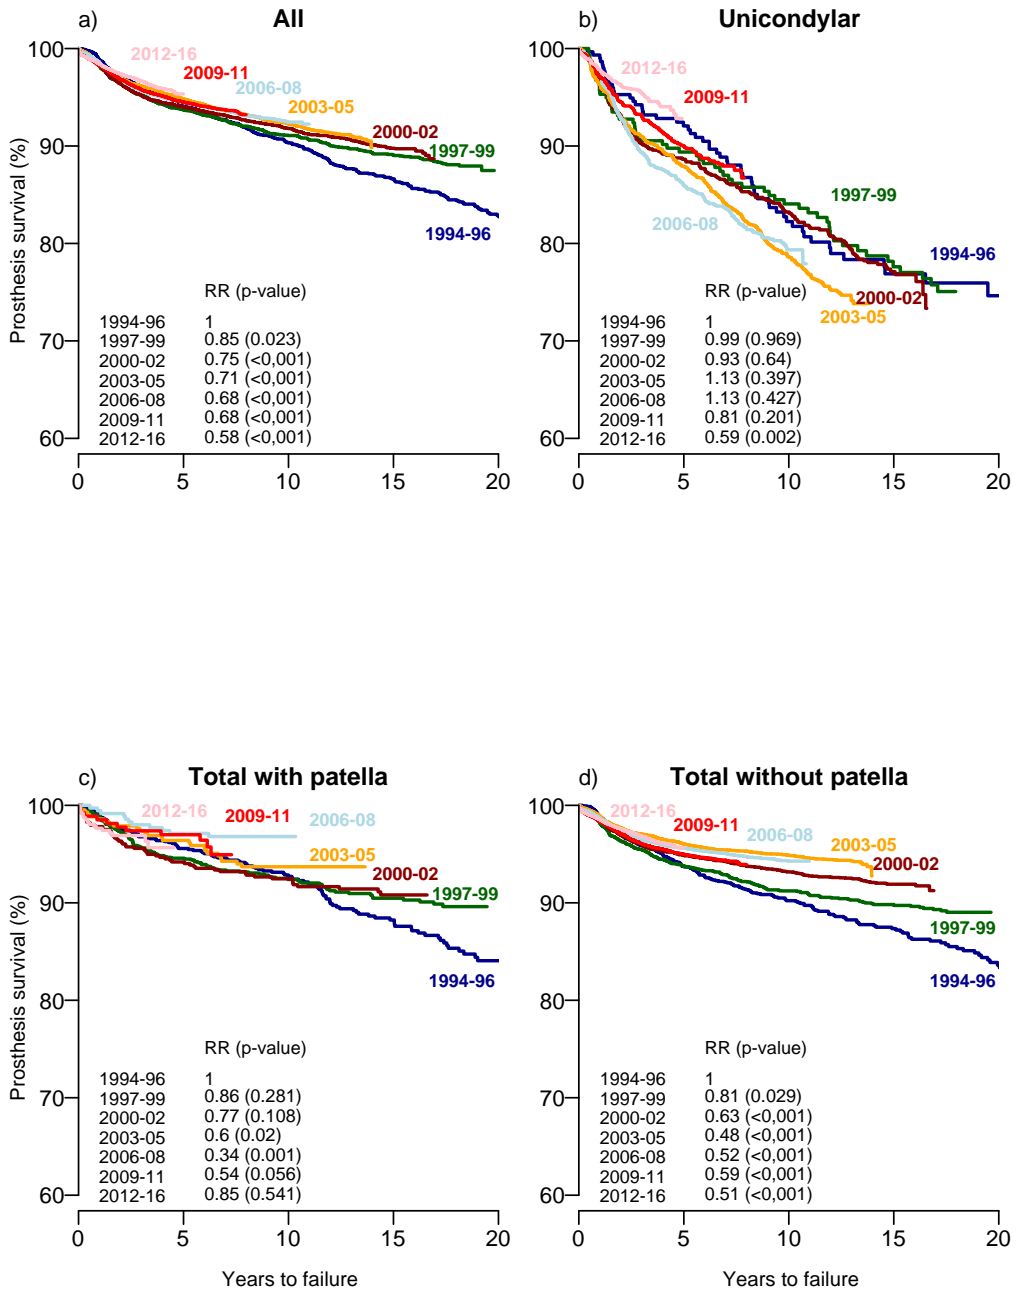 a)
All
100
90
80
70
60
Prosthesis survival (%)
2012-16
2009-11
2006-08
2003-05
2000-02
1997-99
1994-96
RR (p-value)
1994-96 1
1997-99 0.85 (0.023)
2000-02 0.75 (<0,001)
2003-05 0.71 (<0,001)
2006-08 0.68 (<0,001)
2009-11 0.68 (<0,001)
2012-16 0.58 (<0,001)
0 5 10 15 20
b)
Unicondylar
100
90
80
70
60
2012-16
2009-11
1997-99
2006-08
1994-96
2000-02
2003-05
RR (p-value)
1994-96 1
1997-99 0.99 (0.969)
2000-02 0.93 (0.64)
2003-05 1.13 (0.397)
2006-08 1.13 (0.427)
2009-11 0.81 (0.201)
2012-16 0.59 (0.002)
0 5 10 15 20
c)
Total with patella
100
90
80
70
60
Prosthesis survival (%)
2012-16
2009-11
2006-08
2003-05
2000-02
1997-99
1994-96
RR (p-value)
1994-96 1
1997-99 0.86 (0.281)
2000-02 0.77 (0.108)
2003-05 0.6 (0.02)
2006-08 0.34 (0.001)
2009-11 0.54 (0.056)
2012-16 0.85 (0.541)
0 5 10 15 20
Years to failure
d)
Total without patella
100
90
80
70
60
2012-16
2009-11
2006-08
2003-05
2000-02
1997-99
1994-96
RR (p-value)
1994-96 1
1997-99 0.81 (0.029)
2000-02 0.63 (<0,001)
2003-05 0.48 (<0,001)
2006-08 0.52 (<0,001)
2009-11 0.59 (<0,001)
2012-16 0.51 (<0,001)
0 5 10 15 20
Years to failure